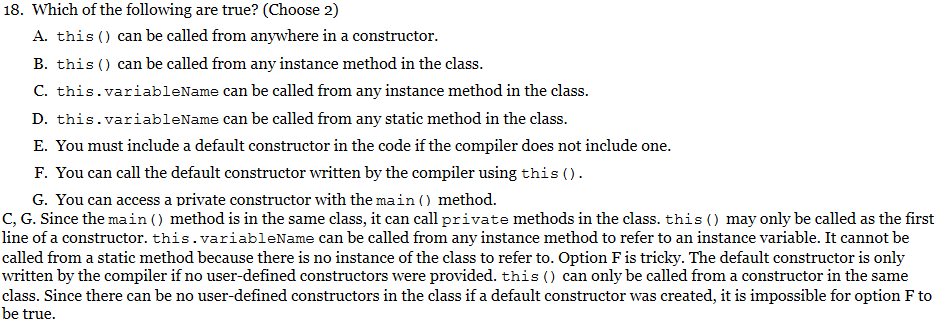 18. Which of the following are true? (Choose 2)
A. this() can be called from anywhere in a constructor.
B. this() can be called from any instance method in the class.
C. this.variableName can be called from any instance method in the class.
D. this.variableName can be called from any static method in the class.
E. You must include a default constructor in the code if the compiler does not include one.
F. You can call the default constructor written by the compiler using this().
G. You can access a private constructor with the main() method.
C, G. Since the main() method is in the same class, it can call private methods in the class. this() may only be called as the first
line of a constructor. this.variableName can be called from any instance method to refer to an instance variable. It cannot be
called from a static method because there is no instance of the class to refer to. Option F is tricky. The default constructor is only
written by the compiler if no user-defined constructors were provided. this() can only be called from a constructor in the same
class. Since there can be no user-defined constructors in the class if a default constructor was created, it is impossible for option F to
be true.